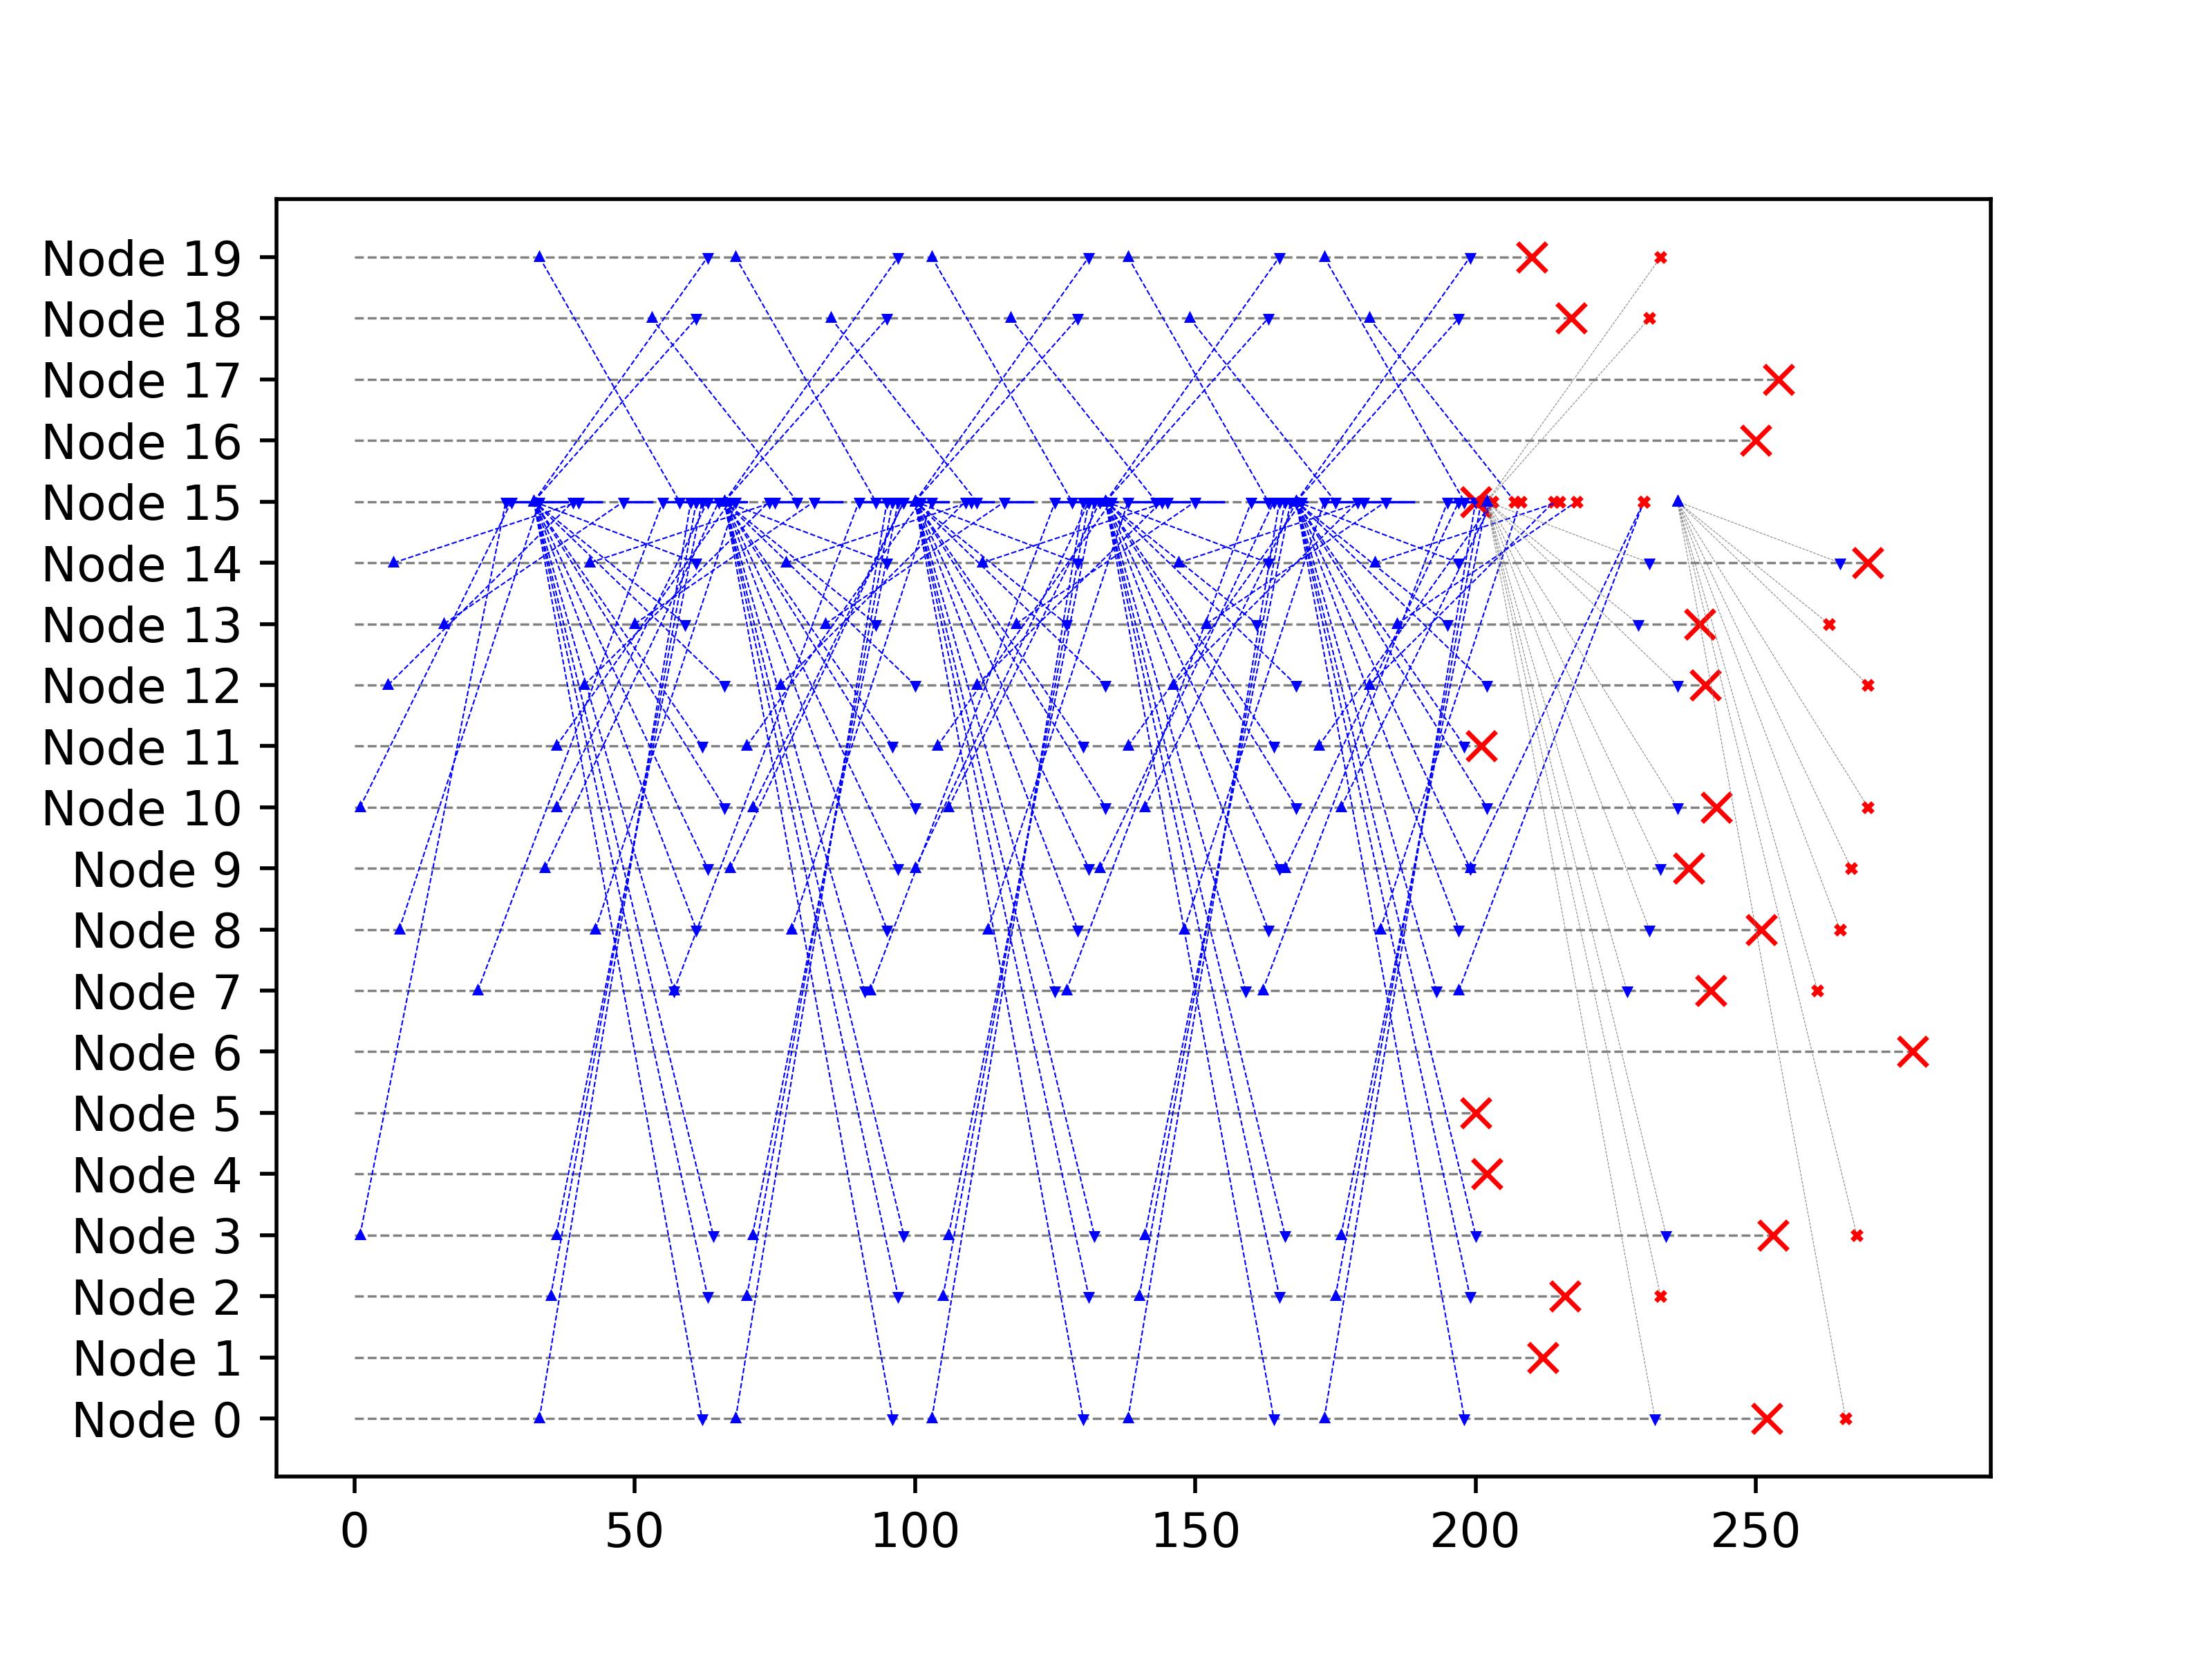 Node 19
Node 18
Node 17
Node 16
Node 15
Node 14
Node 13
Node 12
Node 11
Node 10
Node 9
Node 8
Node 7
Node 6
Node 5
Node 4
Node 3
Node 2
Node 1
Node 0
0 50 100 150 200 250